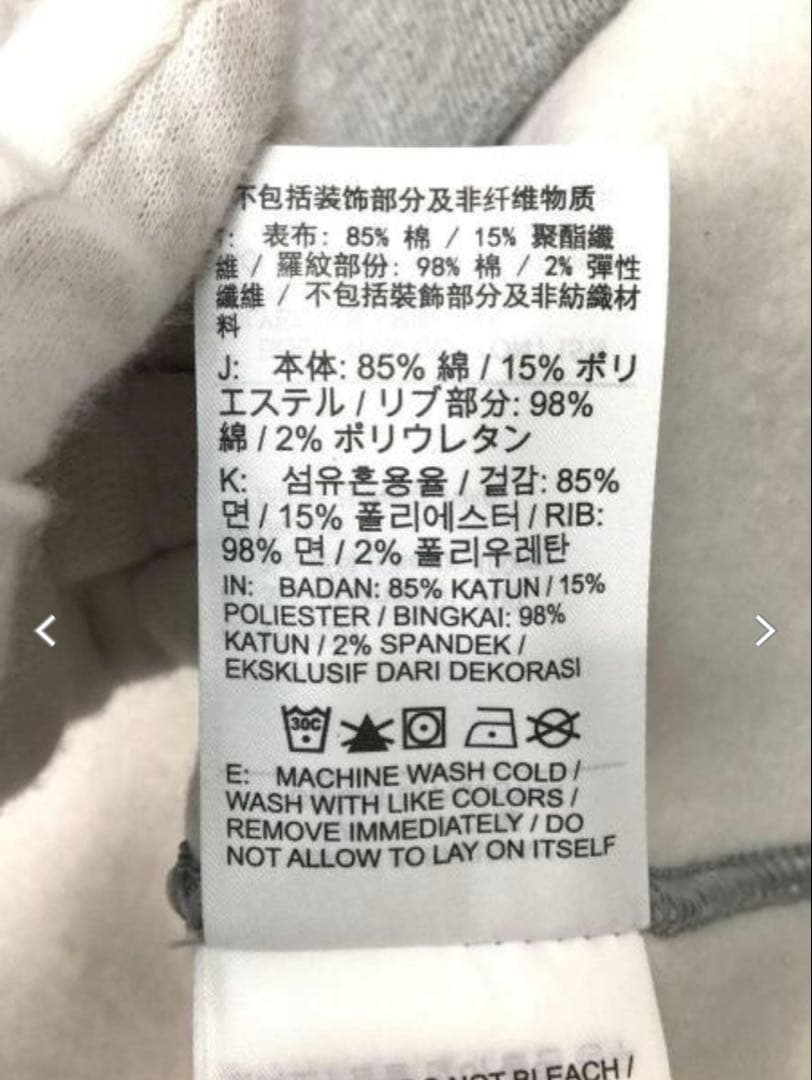 不包括装饰部分及非纤维物质
: 表布: 85% 棉 / 15% 聚酯纖
維 / 羅紋部份: 98% 棉 / 2% 彈性
纖維 / 不包括裝飾部分及非紡織材
料
J: 本体: 85% 綿 / 15% ポリ
エステル / リブ部分: 98%
綿 / 2% ポリウレタン
K: 섬유혼용율 / 겉감: 85%
면 / 15% 폴리에스터 / RIB:
98% 면 / 2% 폴리우레탄
IN: BADAN: 85% KATUN / 15%
POLIESTER / BINGKAI: 98%
KATUN / 2% SPANDEK /
EKSKLUSIF DARI DEKORASI
30C
E: MACHINE WASH COLD /
WASH WITH LIKE COLORS /
REMOVE IMMEDIATELY / DO
NOT ALLOW TO LAY ON ITSELF
NOT BLEACH /